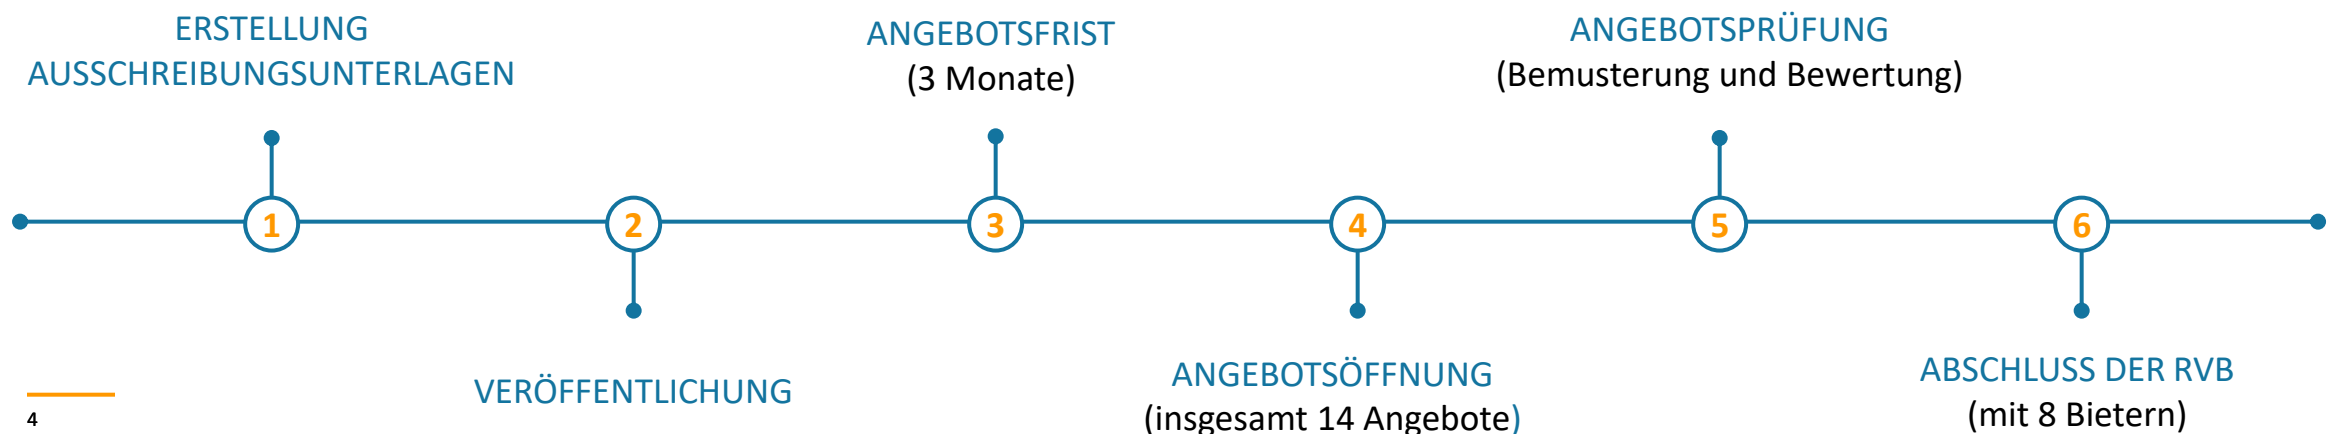 ERSTELLUNG
AUSSCHREIBUNGSUNTERLAGEN
ANGEBOTSFRIST
(3 Monate)
ANGEBOTSPRÜFUNG
(Bemusterung und Bewertung)
1
2
3
4
5
6
VERÖFFENTLICHUNG
ANGEBOTSÖFFNUNG
(insgesamt 14 Angebote)
ABSCHLUSS DER RVB
(mit 8 Bietern)
4